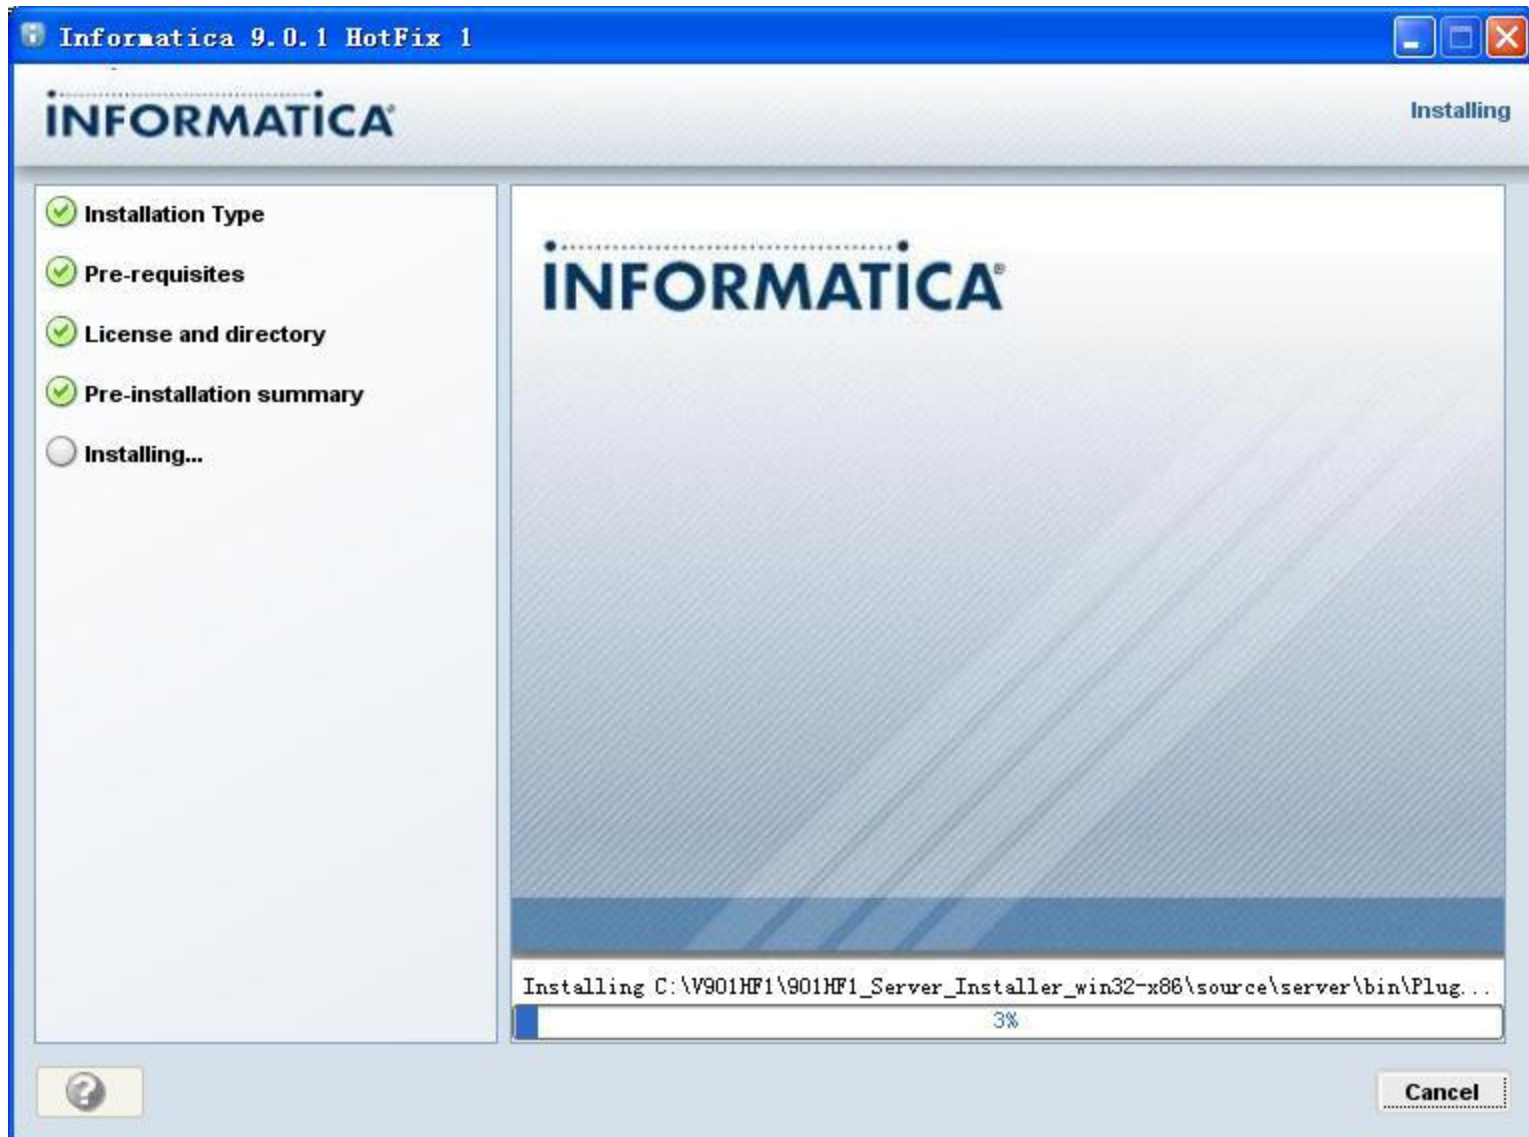 Informatica 9.0.1 HotFix 1
INFORMATICA®
Installing
Installation Type
Pre-requisites
License and directory
Pre-installation summary
Installing...
INFORMATICA®
Installing C:\V901HF1\901HF1_Server_Installer_win32-x86\source\server\bin\Plug...
3%
?
Cancel